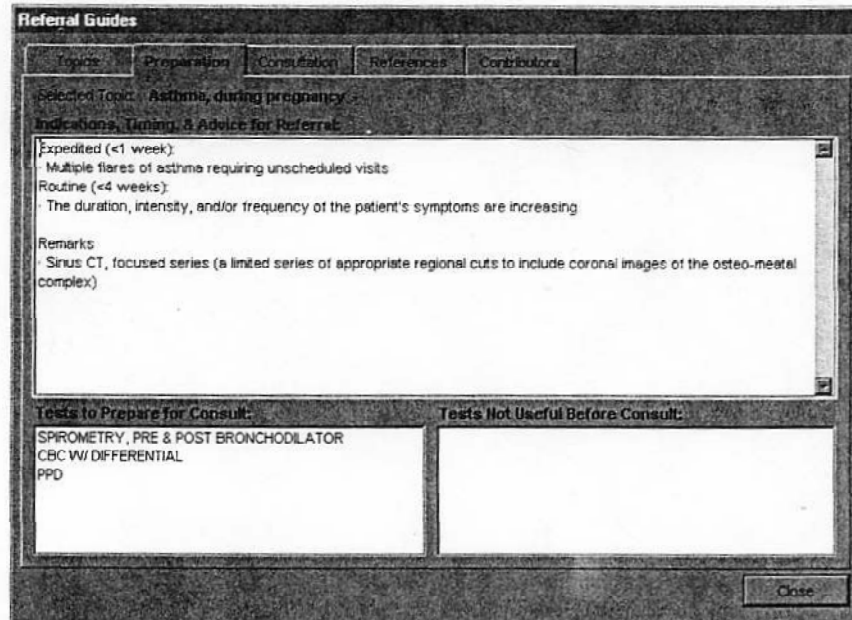 Referral Guides
Topics Preparation Consultation References Contributors
Selected Topic: Asthma, during pregnancy
Indications, Timing, & Advice for Referral:
Expedited (<1 week):
- Multiple flares of asthma requiring unscheduled visits
Routine (<4 weeks):
- The duration, intensity, and/or frequency of the patient's symptoms are increasing
Remarks
- Sinus CT, focused series (a limited series of appropriate regional cuts to include coronal images of the osteo-meatal
complex)
Tests to Prepare for Consult: Tests Not Useful Before Consult:
SPIROMETRY, PRE & POST BRONCHODILATOR
CBC W/ DIFFERENTIAL
PPD
Close